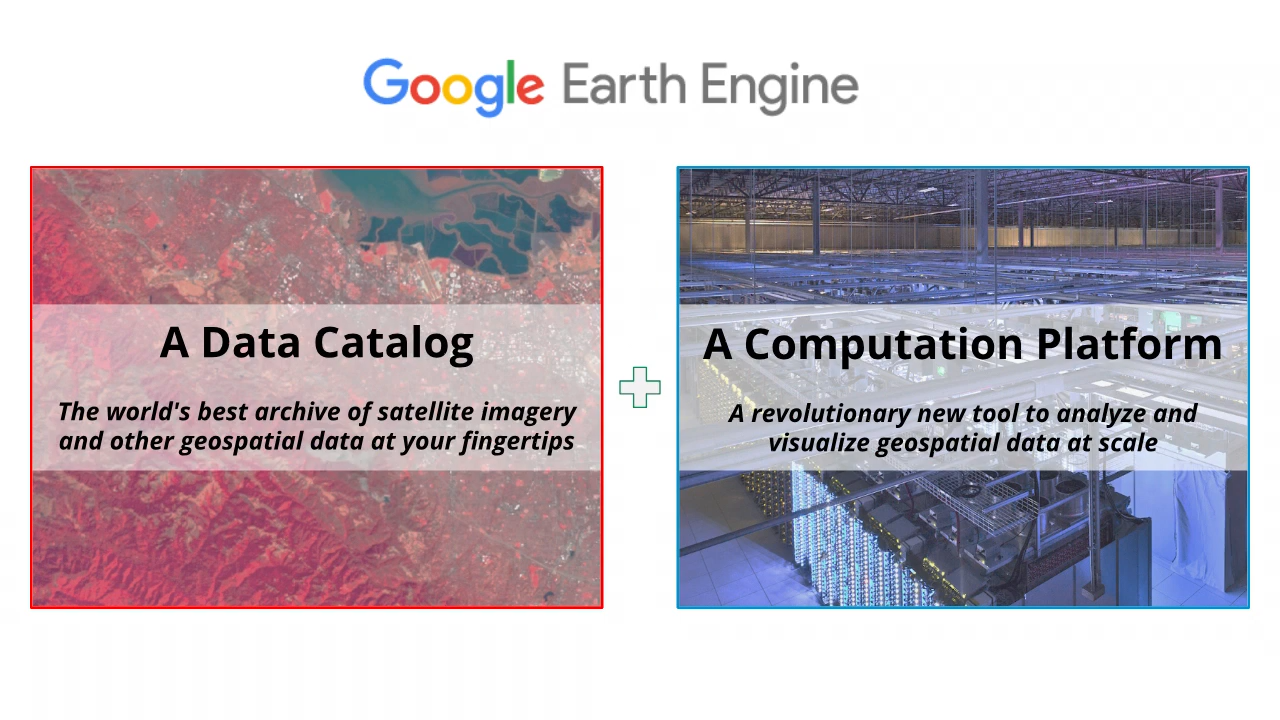 Google Earth Engine
A Data Catalog
The world's best archive of satellite imagery
and other geospatial data at your fingertips
A Computation Platform
A revolutionary new tool to analyze and
visualize geospatial data at scale